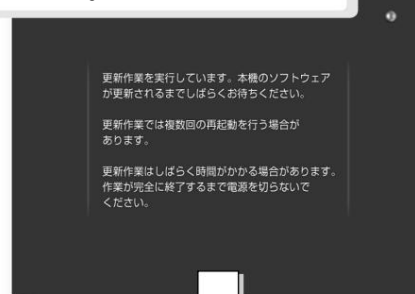 更新作業を実行しています。本機のソフトウェア
が更新されるまでしばらくお待ちください。
更新作業では複数回の再起動を行う場合が
あります。
更新作業はしばらく時間がかかる場合があります。
作業が完全に終了するまで電源を切らないで
ください。